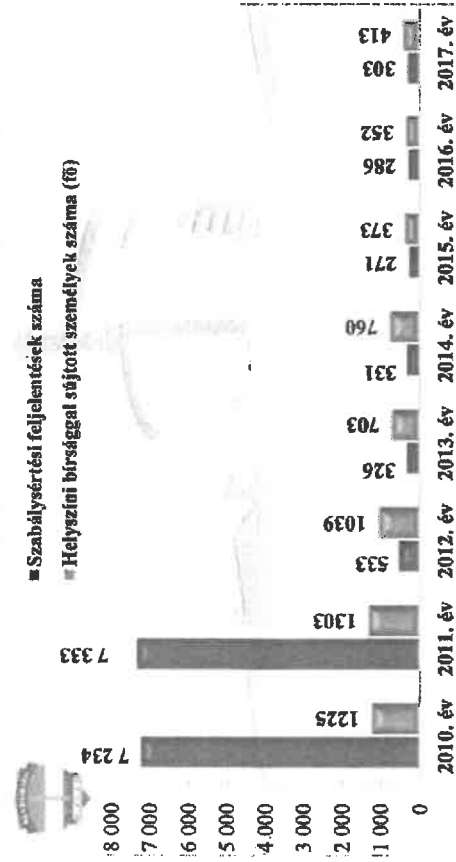 ■ Szabálysértési feljelentések száma
■ Helyszíni bírsággal sújtott személyek száma (fő)
8 000
7 000
6 000
5 000
4 000
3 000
2 000
1 000
0
7 234
1225
7 333
1303
533
1039
326
703
331
760
271
373
286
352
303
413
2010. év
2011. év
2012. év
2013. év
2014. év
2015. év
2016. év
2017. év